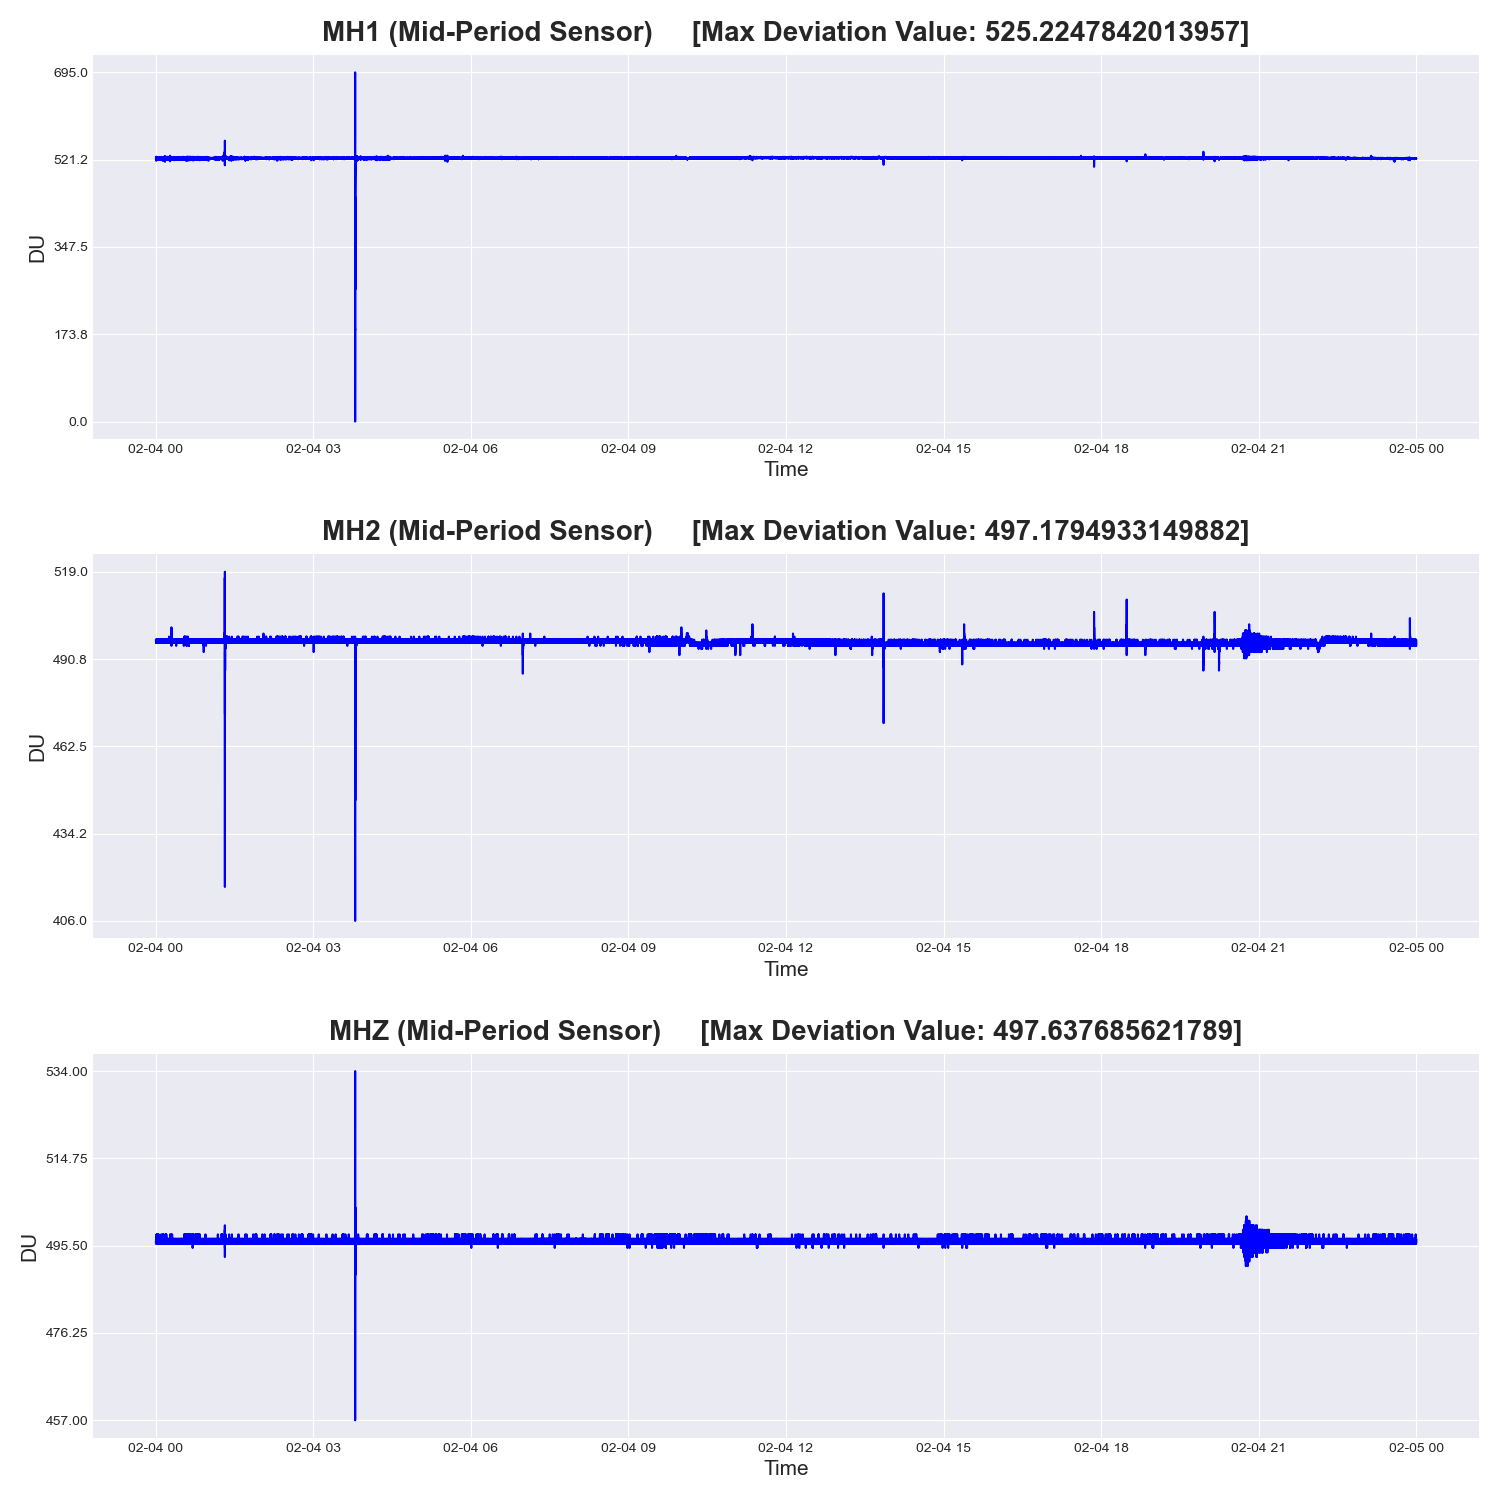 MH1 (Mid-Period Sensor) [Max Deviation Value: 525.2247842013957]
695.0
521.2
347.5
173.8
0.0
DU
02-04 00 02-04 03 02-04 06 02-04 09 02-04 12 02-04 15 02-04 18 02-04 21 02-05 00
Time
MH2 (Mid-Period Sensor) [Max Deviation Value: 497.1794933149882]
519.0
490.8
462.5
434.2
406.0
DU
02-04 00 02-04 03 02-04 06 02-04 09 02-04 12 02-04 15 02-04 18 02-04 21 02-05 00
Time
MHZ (Mid-Period Sensor) [Max Deviation Value: 497.637685621789]
534.00
514.75
495.50
476.25
457.00
DU
02-04 00 02-04 03 02-04 06 02-04 09 02-04 12 02-04 15 02-04 18 02-04 21 02-05 00
Time